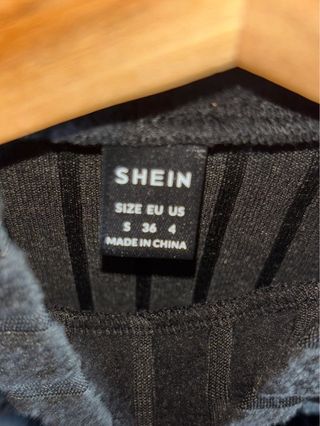 SHEIN
SIZE EU US
S 36 4
MADE IN CHINA